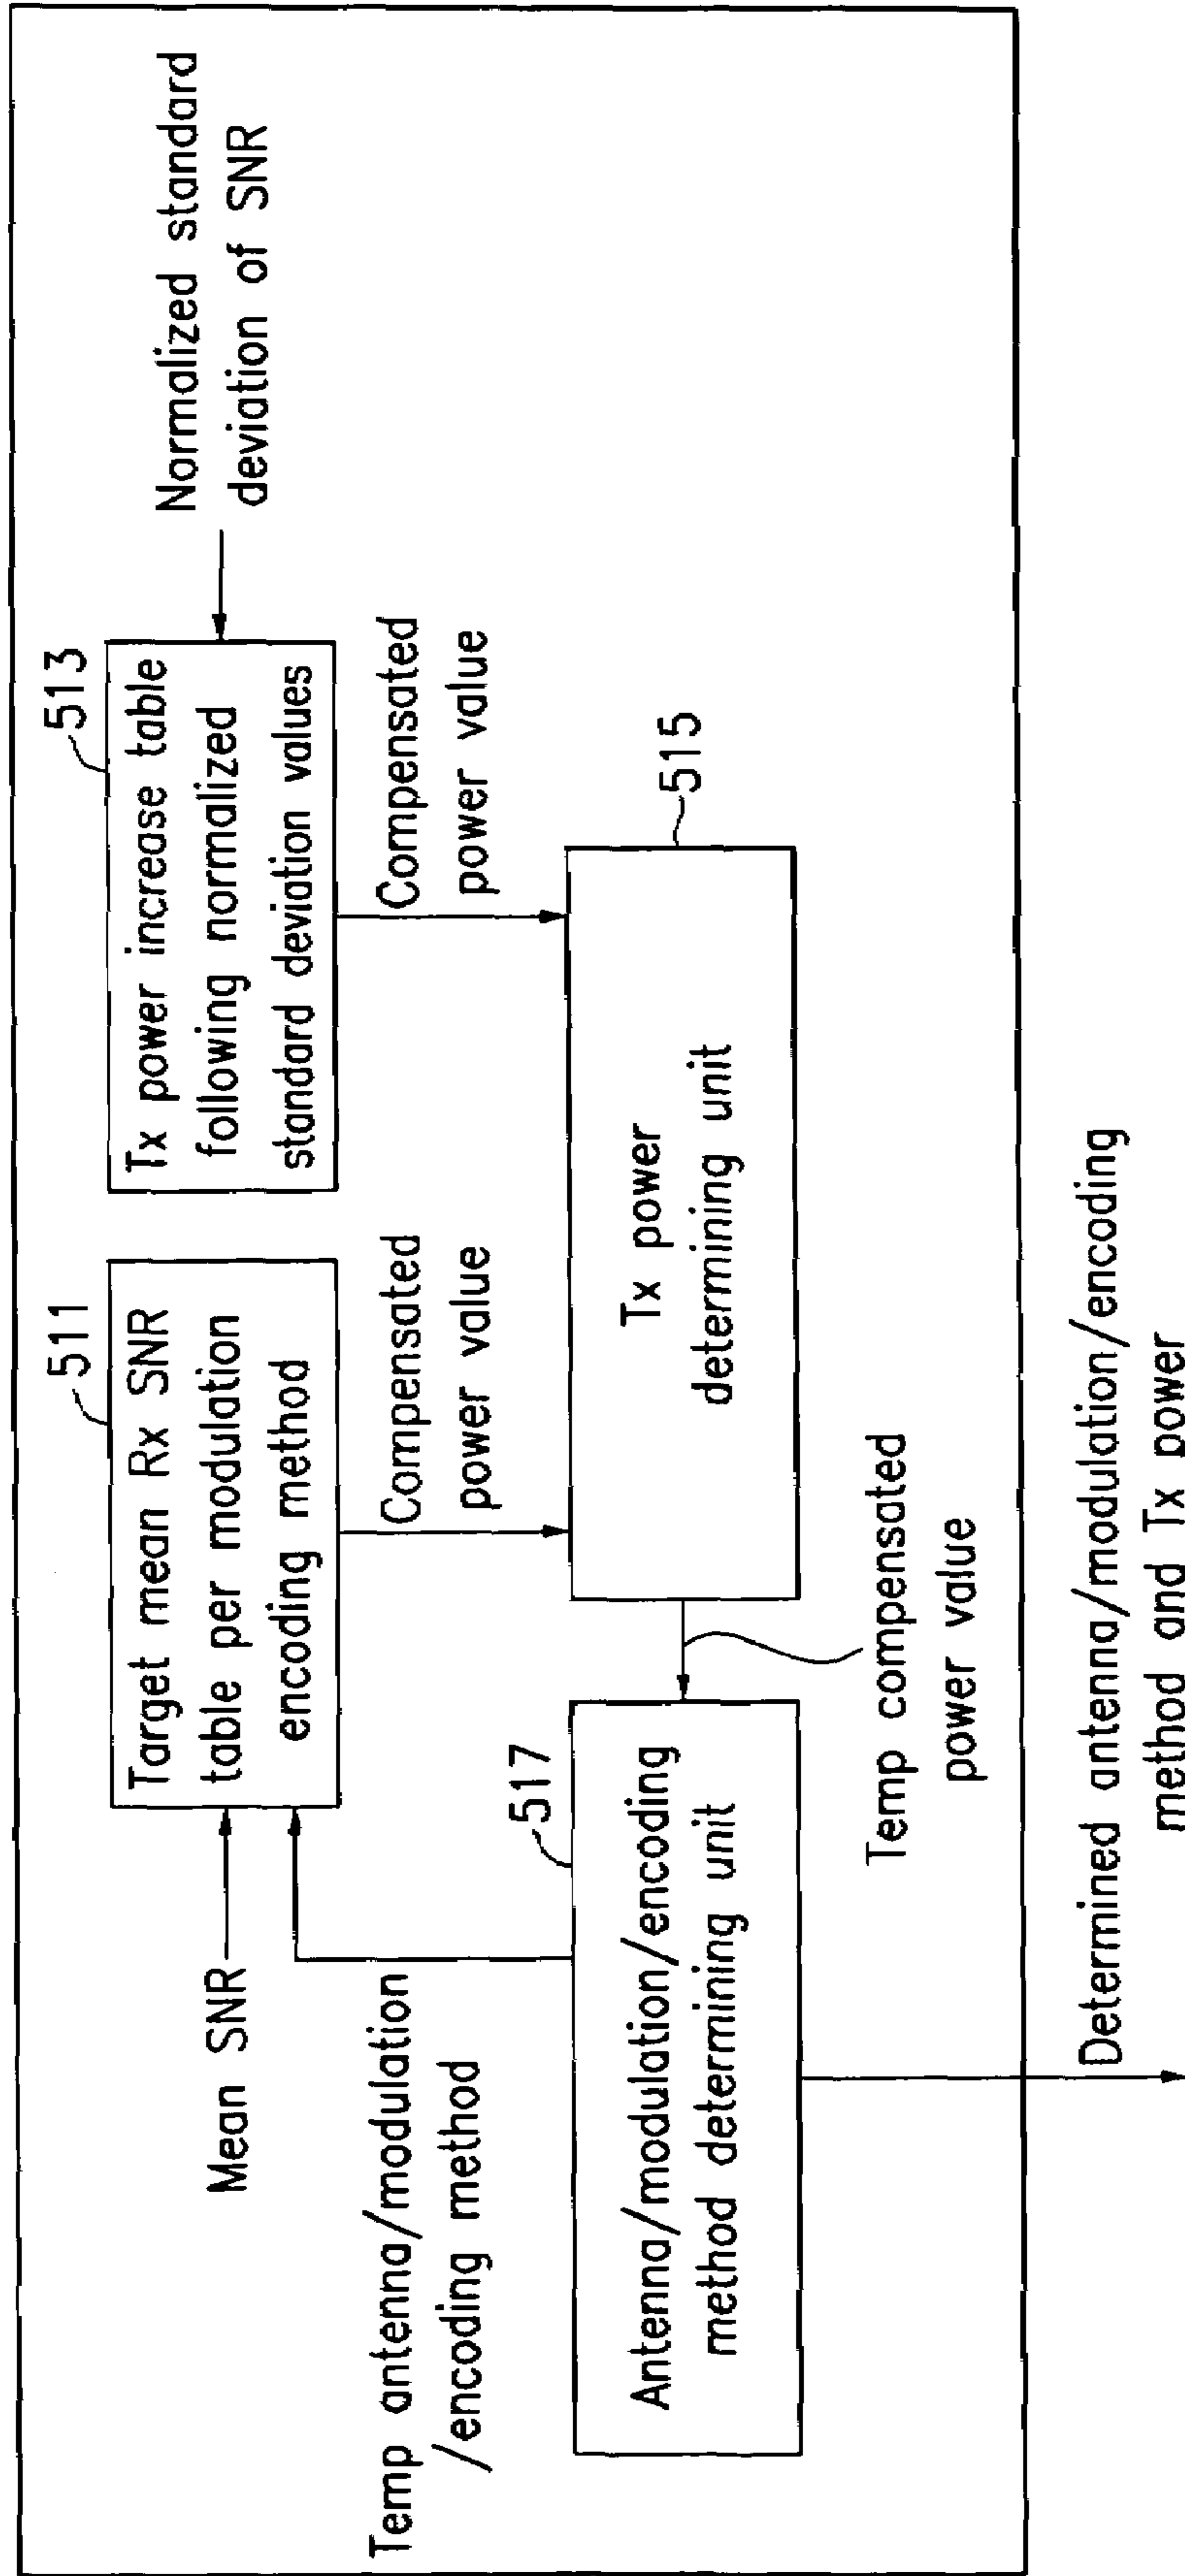 511
Target mean Rx SNR
table per modulation
encoding method
513
Tx power increase table
following normalized
standard deviation values
Normalized standard
deviation of SNR
Mean SNR
Temp antenna/modulation
/encoding method
Compensated
power value
Compensated
power value
517
Antenna/modulation/encoding
method determining unit
Tx power
determining unit
515
Temp compensated
power value
Determined antenna/modulation/encoding
method and Tx power